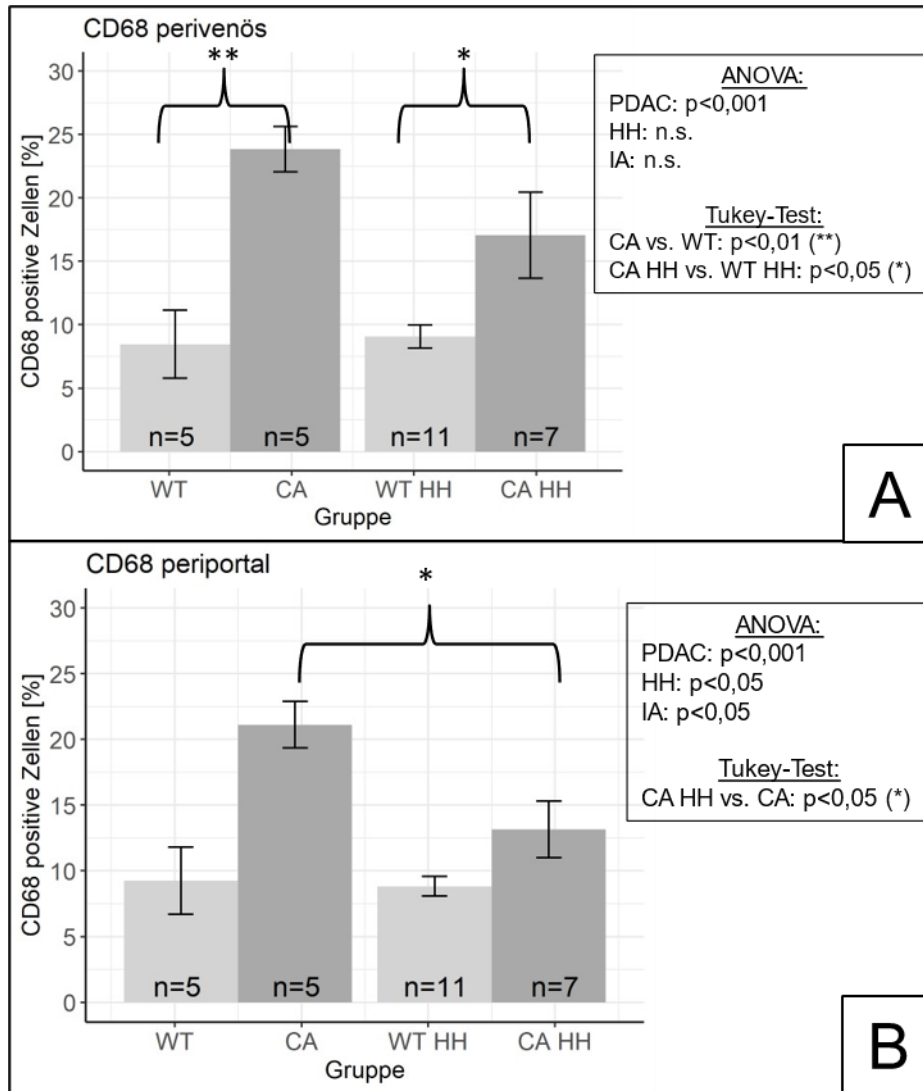 CD68 perivenös
**
*
30
25
20
15
10
5
0
CD68 positive Zellen [%]
n=5
n=5
n=11
n=7
WT
CA
WT HH
CA HH
Gruppe
ANOVA:
PDAC: p<0,001
HH: n.s.
IA: n.s.
Tukey-Test:
CA vs. WT: p<0,01 (**)
CA HH vs. WT HH: p<0,05 (*)
A
CD68 periportal
*
30
25
20
15
10
5
0
CD68 positive Zellen [%]
n=5
n=5
n=11
n=7
WT
CA
WT HH
CA HH
Gruppe
ANOVA:
PDAC: p<0,001
HH: p<0,05
IA: p<0,05
Tukey-Test:
CA HH vs. CA: p<0,05 (*)
B